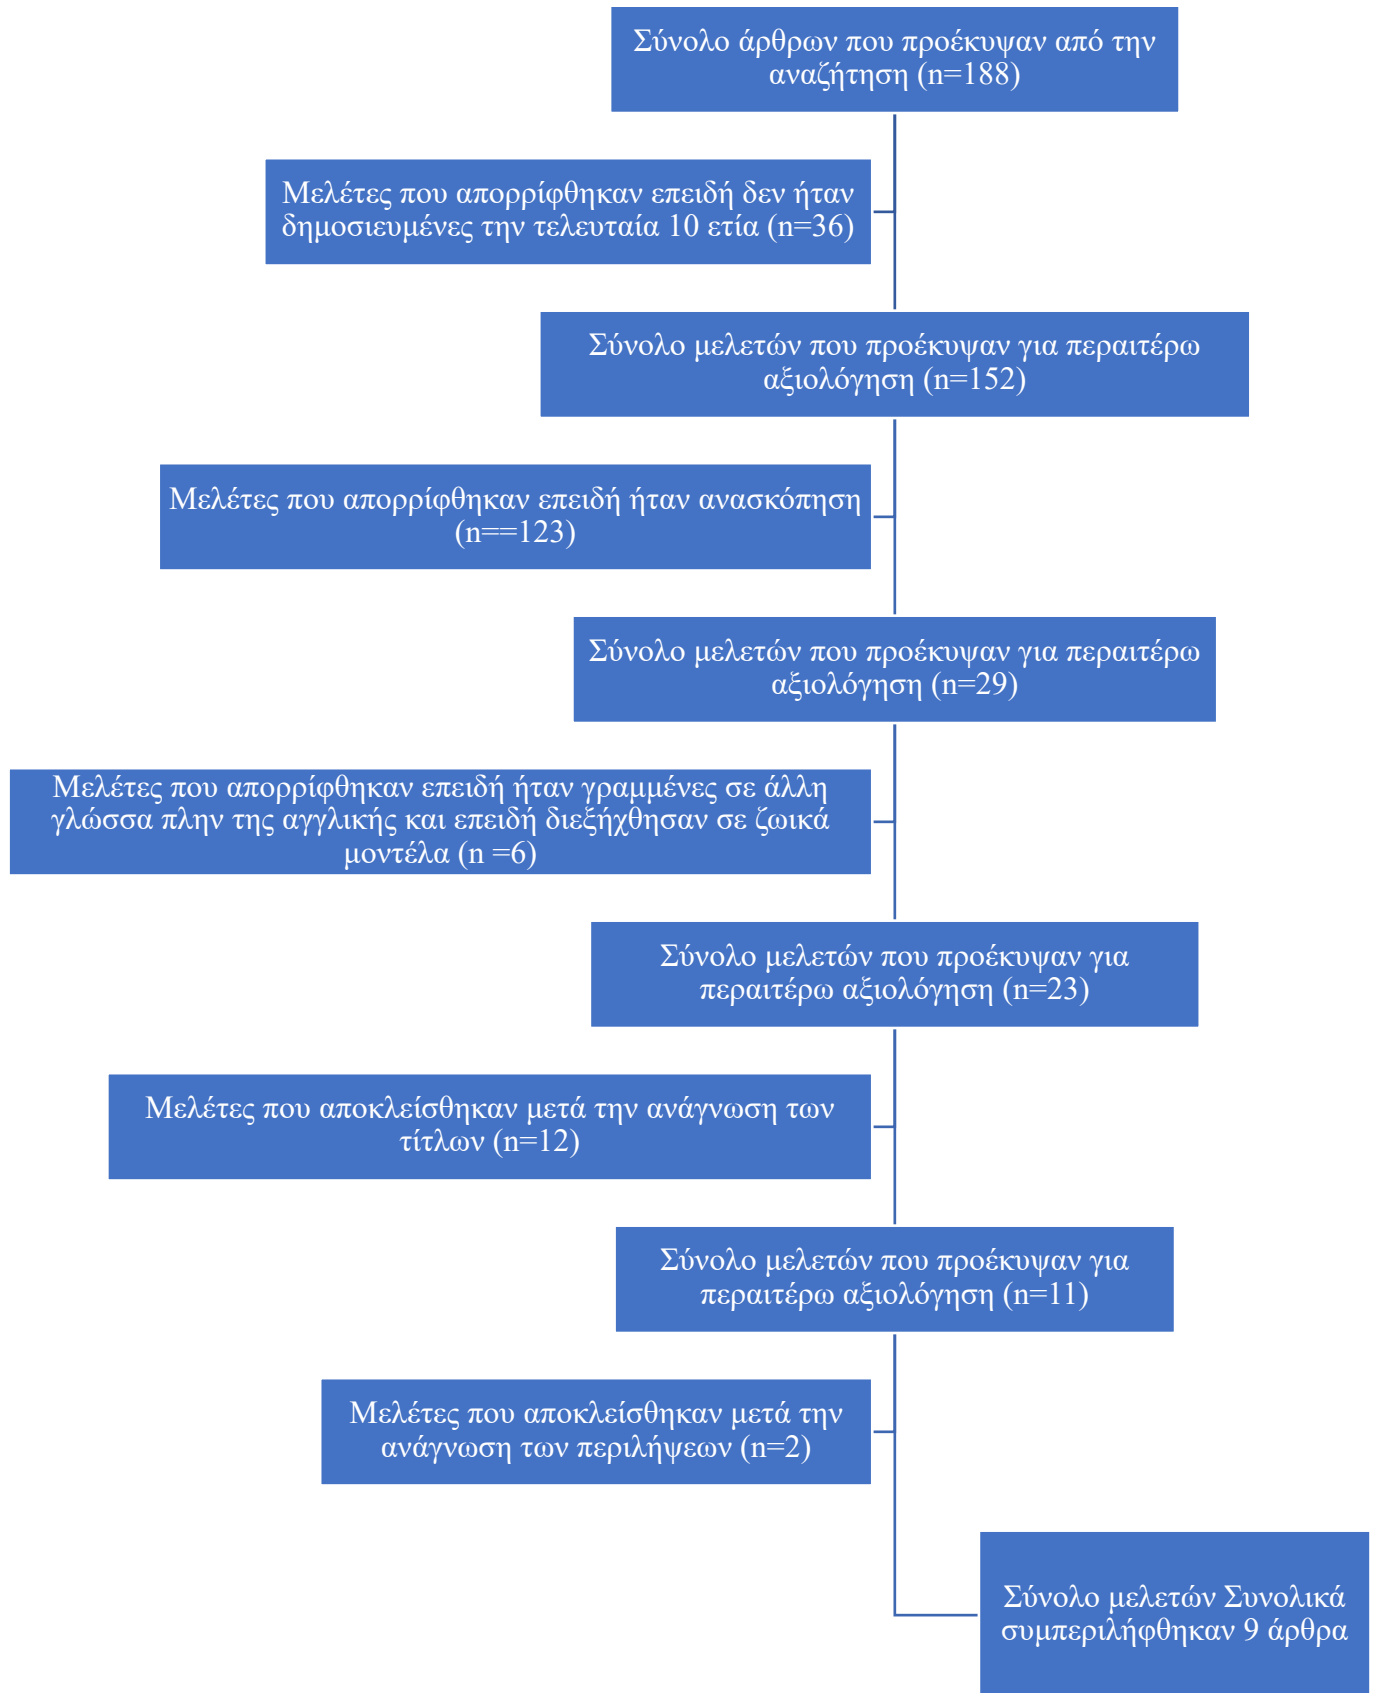 Σύνολο άρθρων που προέκυψαν από την
αναζήτηση (n=188)
Μελέτες που απορρίφθηκαν επειδή δεν ήταν
δημοσιευμένες την τελευταία 10 ετία (n=36)
Σύνολο μελετών που προέκυψαν για περαιτέρω
αξιολόγηση (n=152)
Μελέτες που απορρίφθηκαν επειδή ήταν ανασκόπηση
(n==123)
Σύνολο μελετών που προέκυψαν για περαιτέρω
αξιολόγηση (n=29)
Μελέτες που απορρίφθηκαν επειδή ήταν γραμμένες σε άλλη
γλώσσα πλην της αγγλικής και επειδή διεξήχθησαν σε ζωικά
μοντέλα (n =6)
Σύνολο μελετών που προέκυψαν για
περαιτέρω αξιολόγηση (n=23)
Μελέτες που αποκλείσθηκαν μετά την ανάγνωση των
τίτλων (n=12)
Σύνολο μελετών που προέκυψαν για
περαιτέρω αξιολόγηση (n=11)
Μελέτες που αποκλείσθηκαν μετά την
ανάγνωση των περιλήψεων (n=2)
Σύνολο μελετών Συνολικά
συμπεριλήφθηκαν 9 άρθρα